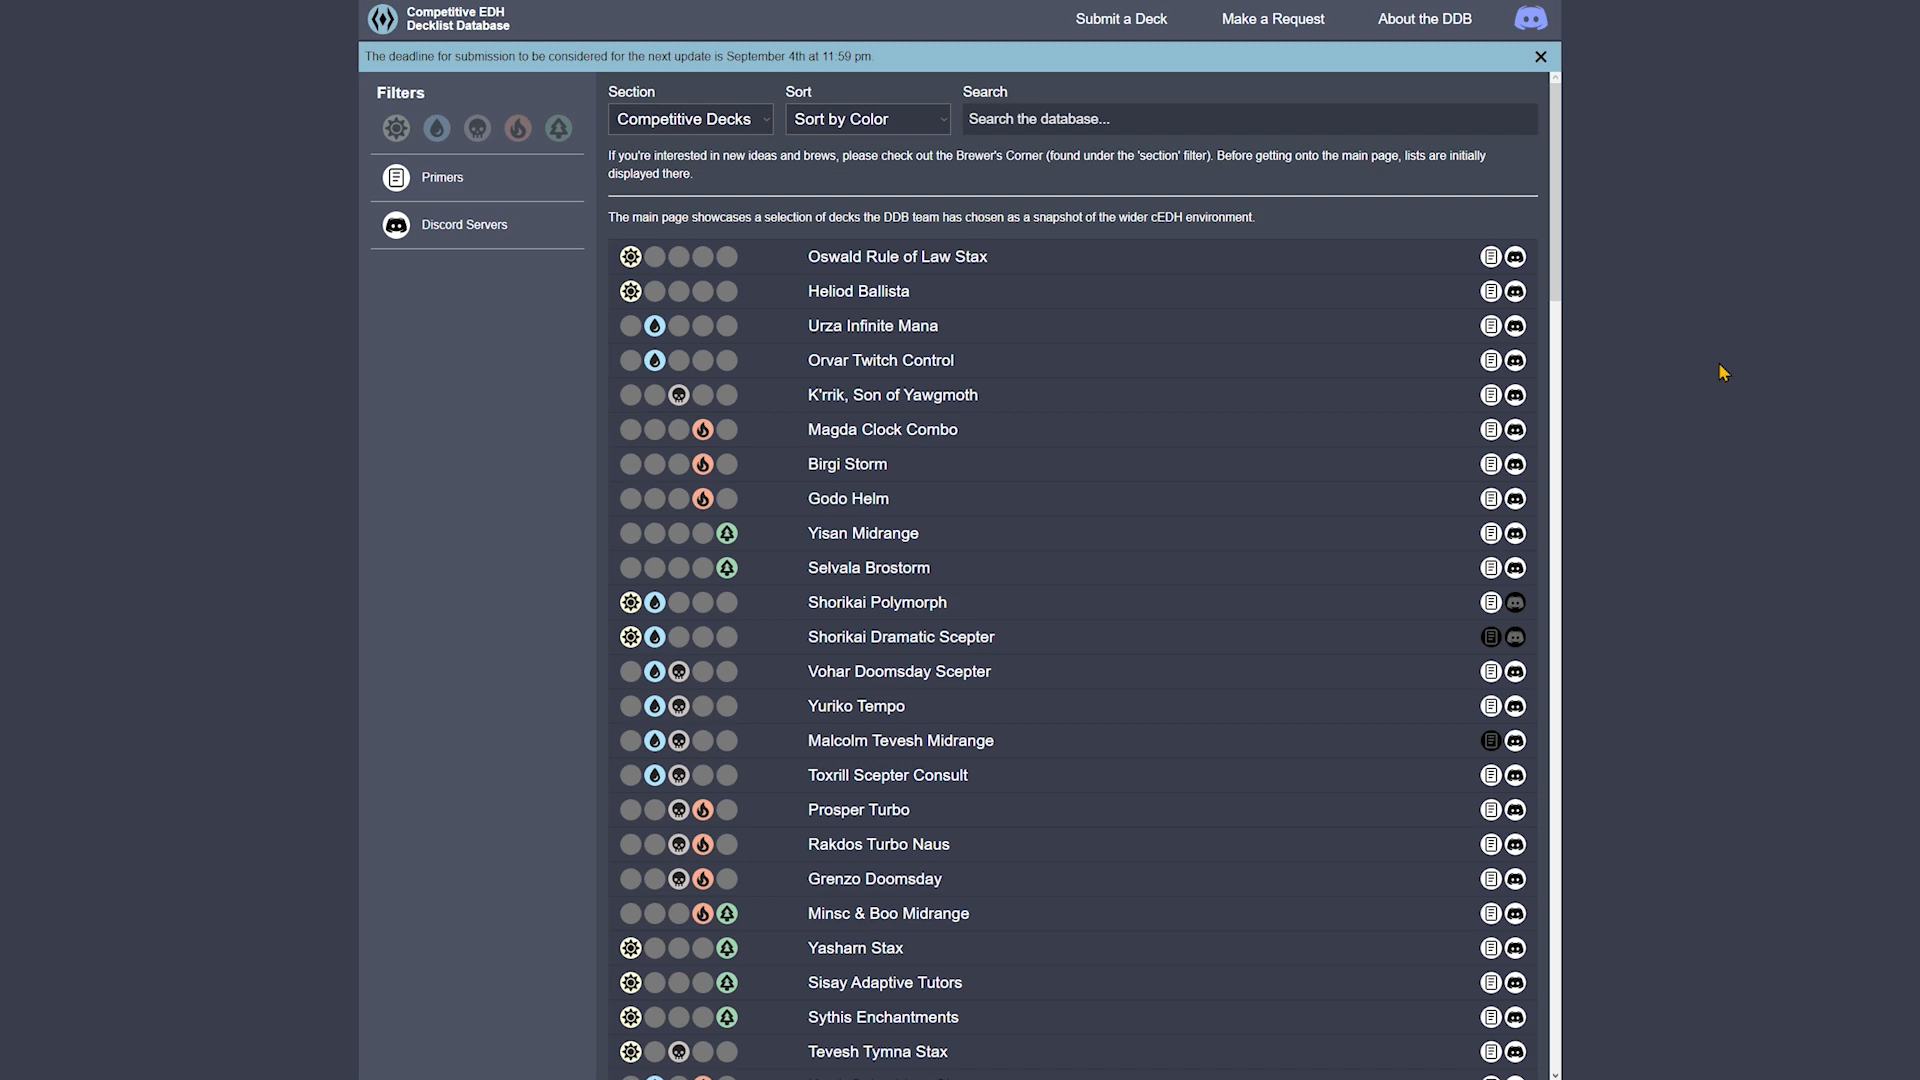 Competitive EDH
Decklist Database
Submit a Deck
Make a Request
About the DDB
The deadline for submission to be considered for the next update is September 4th at 11:59 pm.
Filters
Primers
Discord Servers
Section
Sort
Search
Competitive Decks
Sort by Color
Search the database...
If you're interested in new ideas and brews, please check out the Brewer's Corner (found under the 'section' filter). Before getting onto the main page, lists are initially
displayed there.
The main page showcases a selection of decks the DDB team has chosen as a snapshot of the wider cEDH environment.
Oswald Rule of Law Stax
Heliod Ballista
Urza Infinite Mana
Orvar Twitch Control
K'rrik, Son of Yawgmoth
Magda Clock Combo
Birgi Storm
Godo Helm
Yisan Midrange
Selvala Brostorm
Shorikai Polymorph
Shorikai Dramatic Scepter
Vohar Doomsday Scepter
Yuriko Tempo
Malcolm Tevesh Midrange
Toxrill Scepter Consult
Prosper Turbo
Rakdos Turbo Naus
Grenzo Doomsday
Minsc & Boo Midrange
Yasharn Stax
Sisay Adaptive Tutors
Sythis Enchantments
Tevesh Tymna Stax